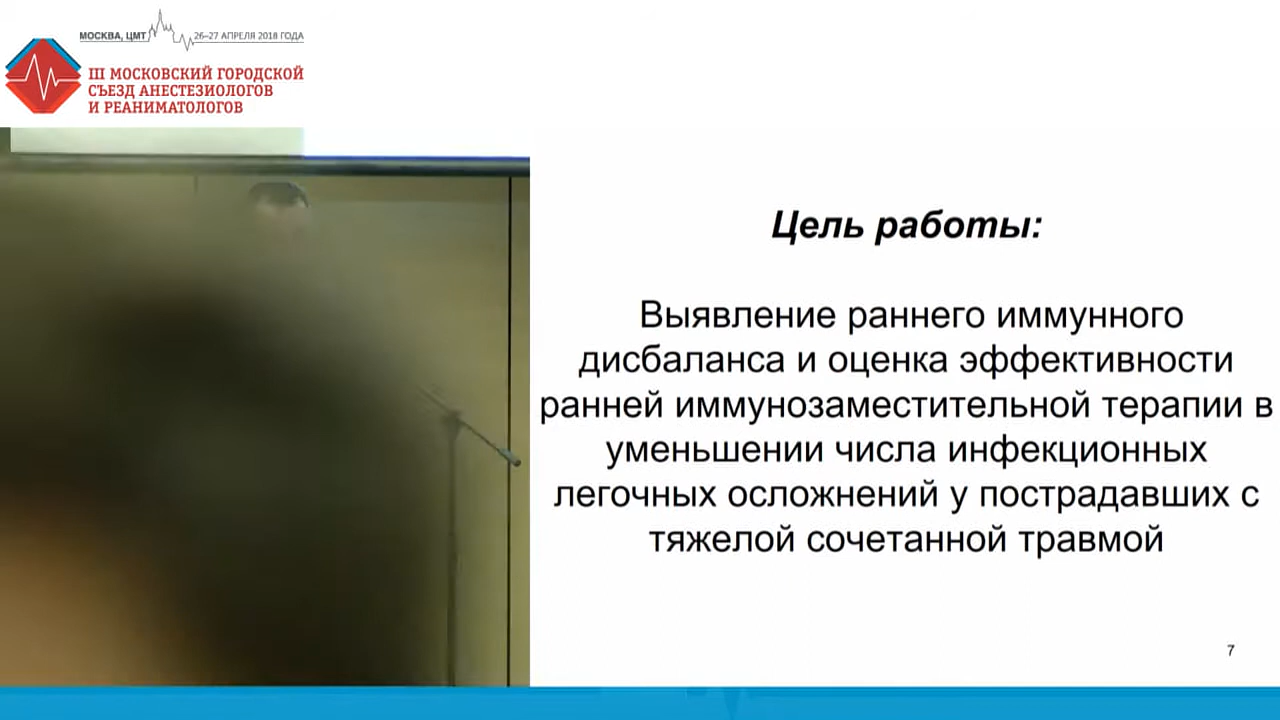 МОСКВА, ЦМТ 26–27 АПРЕЛЯ 2018 ГОДА
III МОСКОВСКИЙ ГОРОДСКОЙ
СЪЕЗД АНЕСТЕЗИОЛОГОВ
И РЕАНИМАТОЛОГОВ
Цель работы:
Выявление раннего иммунного
дисбаланса и оценка эффективности
ранней иммунозаместительной терапии в
уменьшении числа инфекционных
легочных осложнений у пострадавших с
тяжелой сочетанной травмой
7